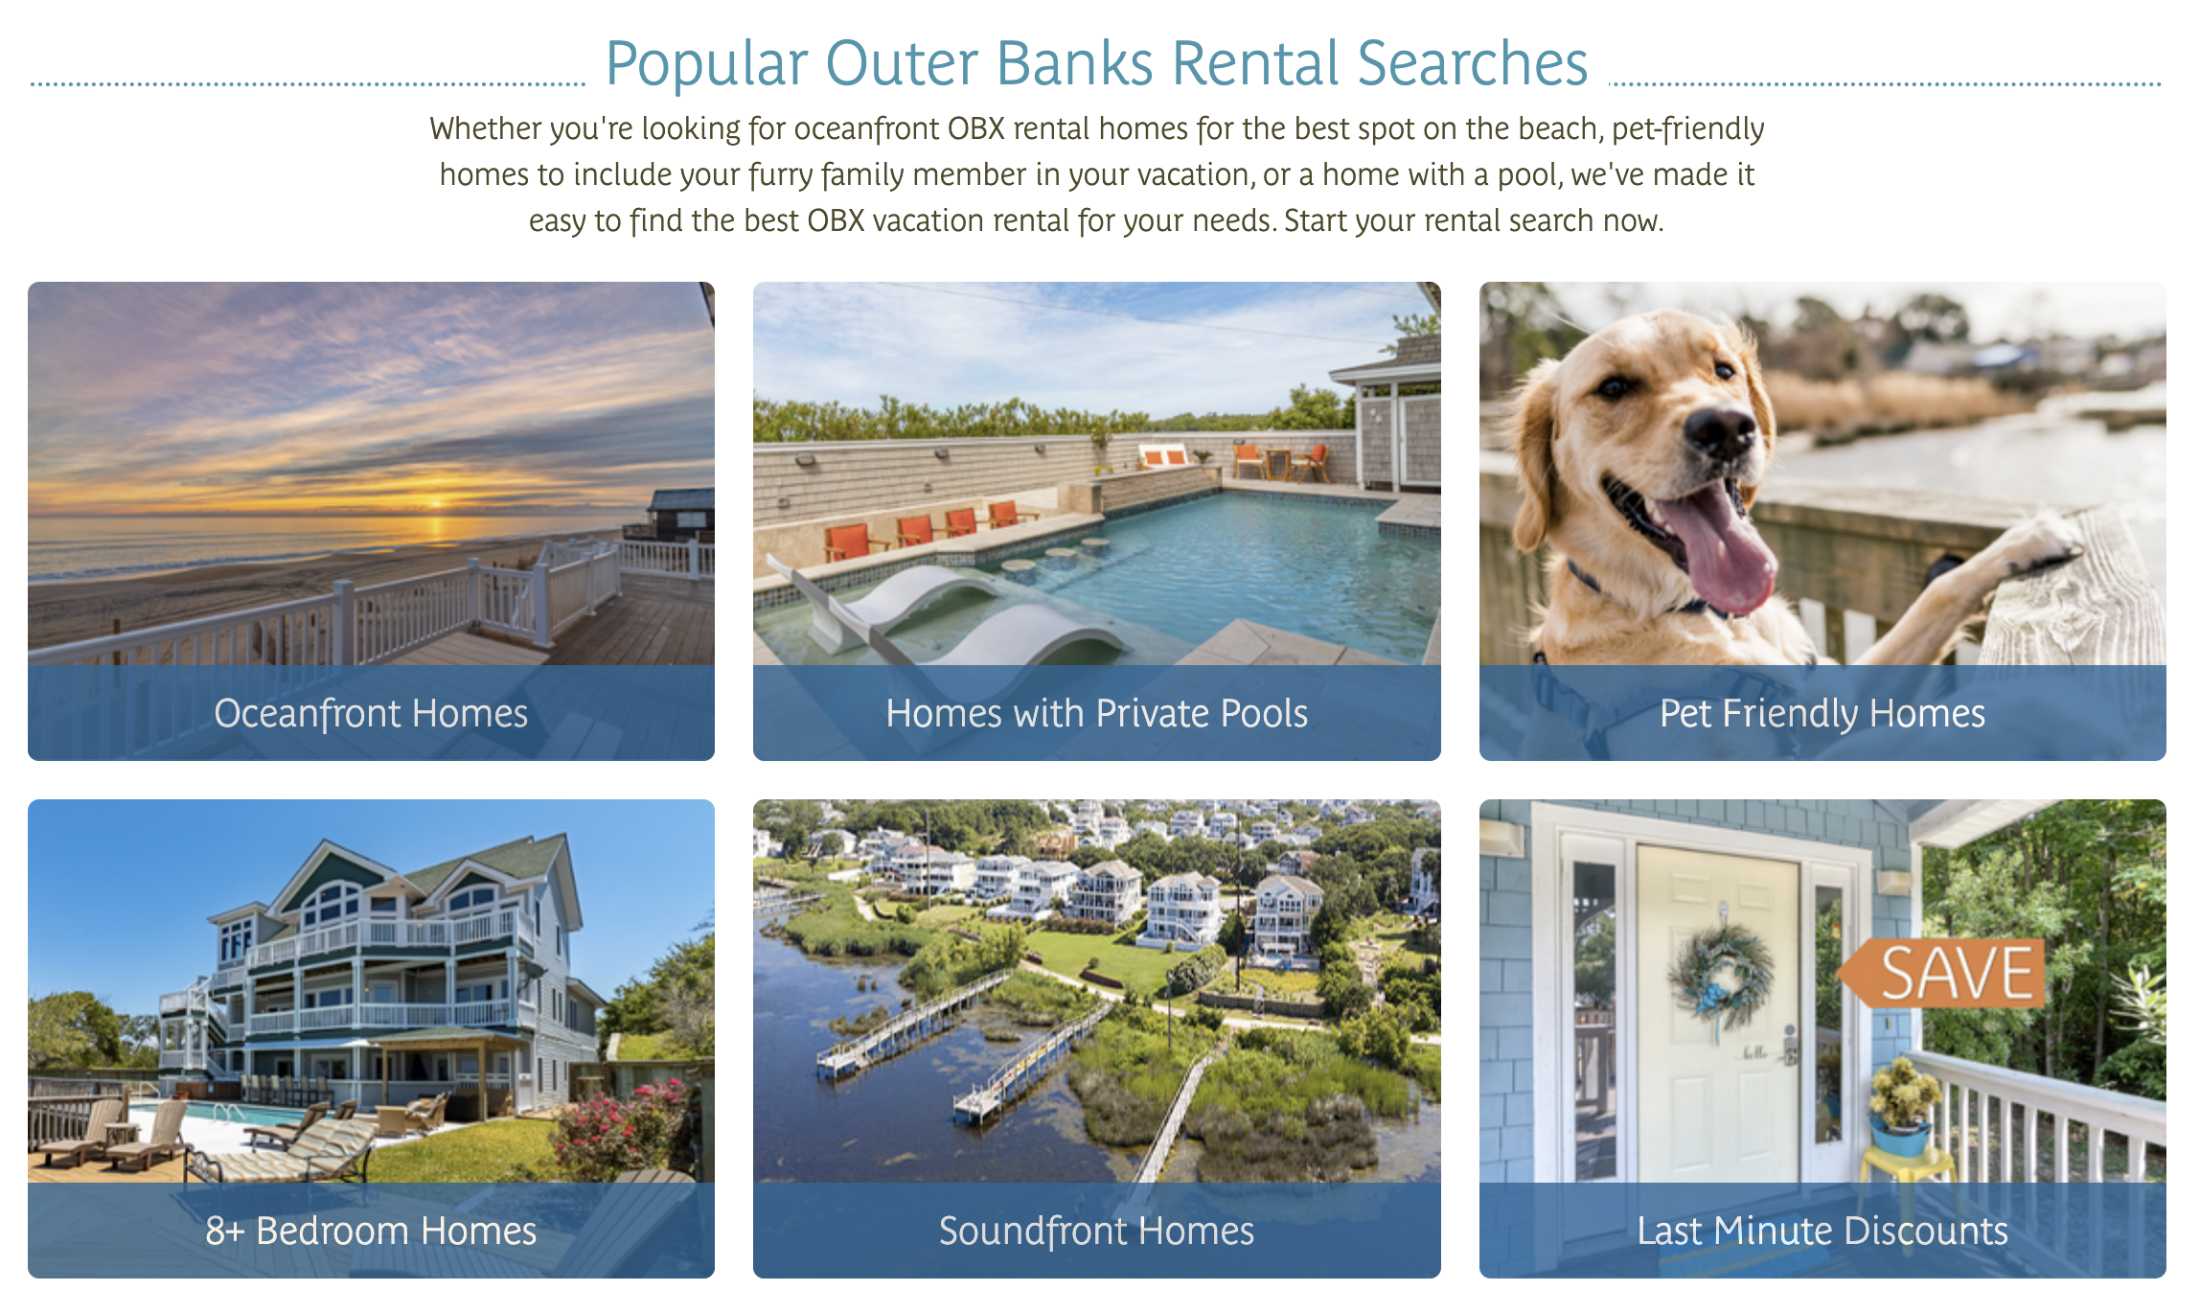 Popular Outer Banks Rental Searches
Whether you're looking for oceanfront OBX rental homes for the best spot on the beach, pet-friendly
homes to include your furry family member in your vacation, or a home with a pool, we've made it
easy to find the best OBX vacation rental for your needs. Start your rental search now.
Oceanfront Homes
Homes with Private Pools
Pet Friendly Homes
hello
SAVE
8+ Bedroom Homes
Soundfront Homes
Last Minute Discounts